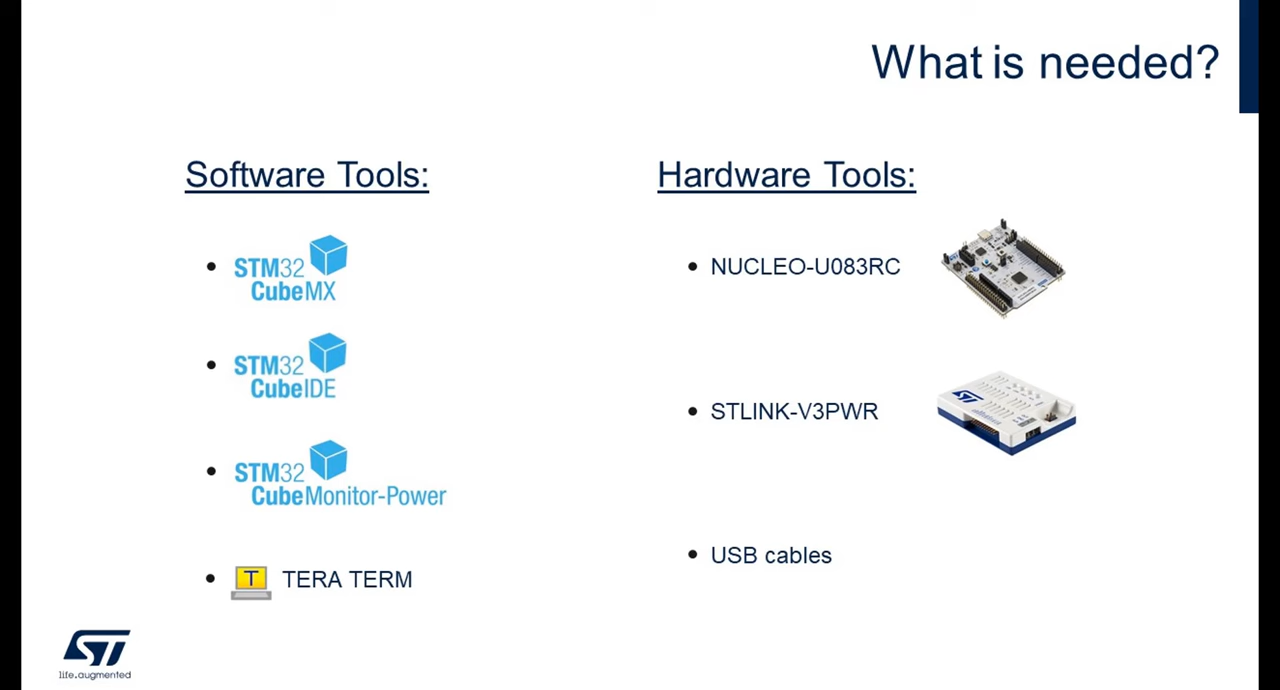 What is needed?
Software Tools:
STM32
CubeMX
STM32
CubeIDE
STM32
CubeMonitor-Power
T TERA TERM
Hardware Tools:
NUCLEO-U083RC
STLINK-V3PWR
USB cables
ST
life.augmented